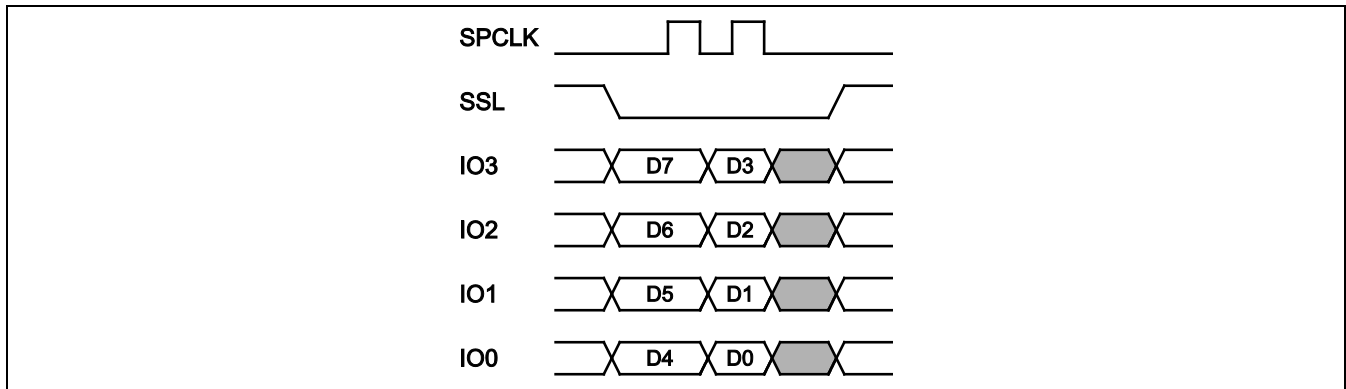 SPCLK
SSL
IO3 D7 D3
IO2 D6 D2
IO1 D5 D1
IO0 D4 D0